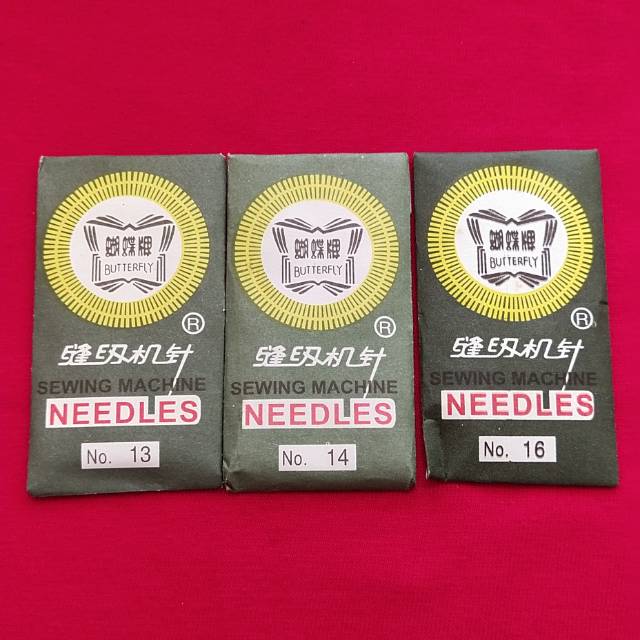 蝴蝶牌
BUTTERFLY
®
缝纫机针
SEWING MACHINE
NEEDLES
No. 13
蝴蝶牌
BUTTERFLY
®
缝纫机针
SEWING MACHINE
NEEDLES
No. 14
蝴蝶牌
BUTTERFLY
®
缝纫机针
SEWING MACHINE
NEEDLES
No. 16